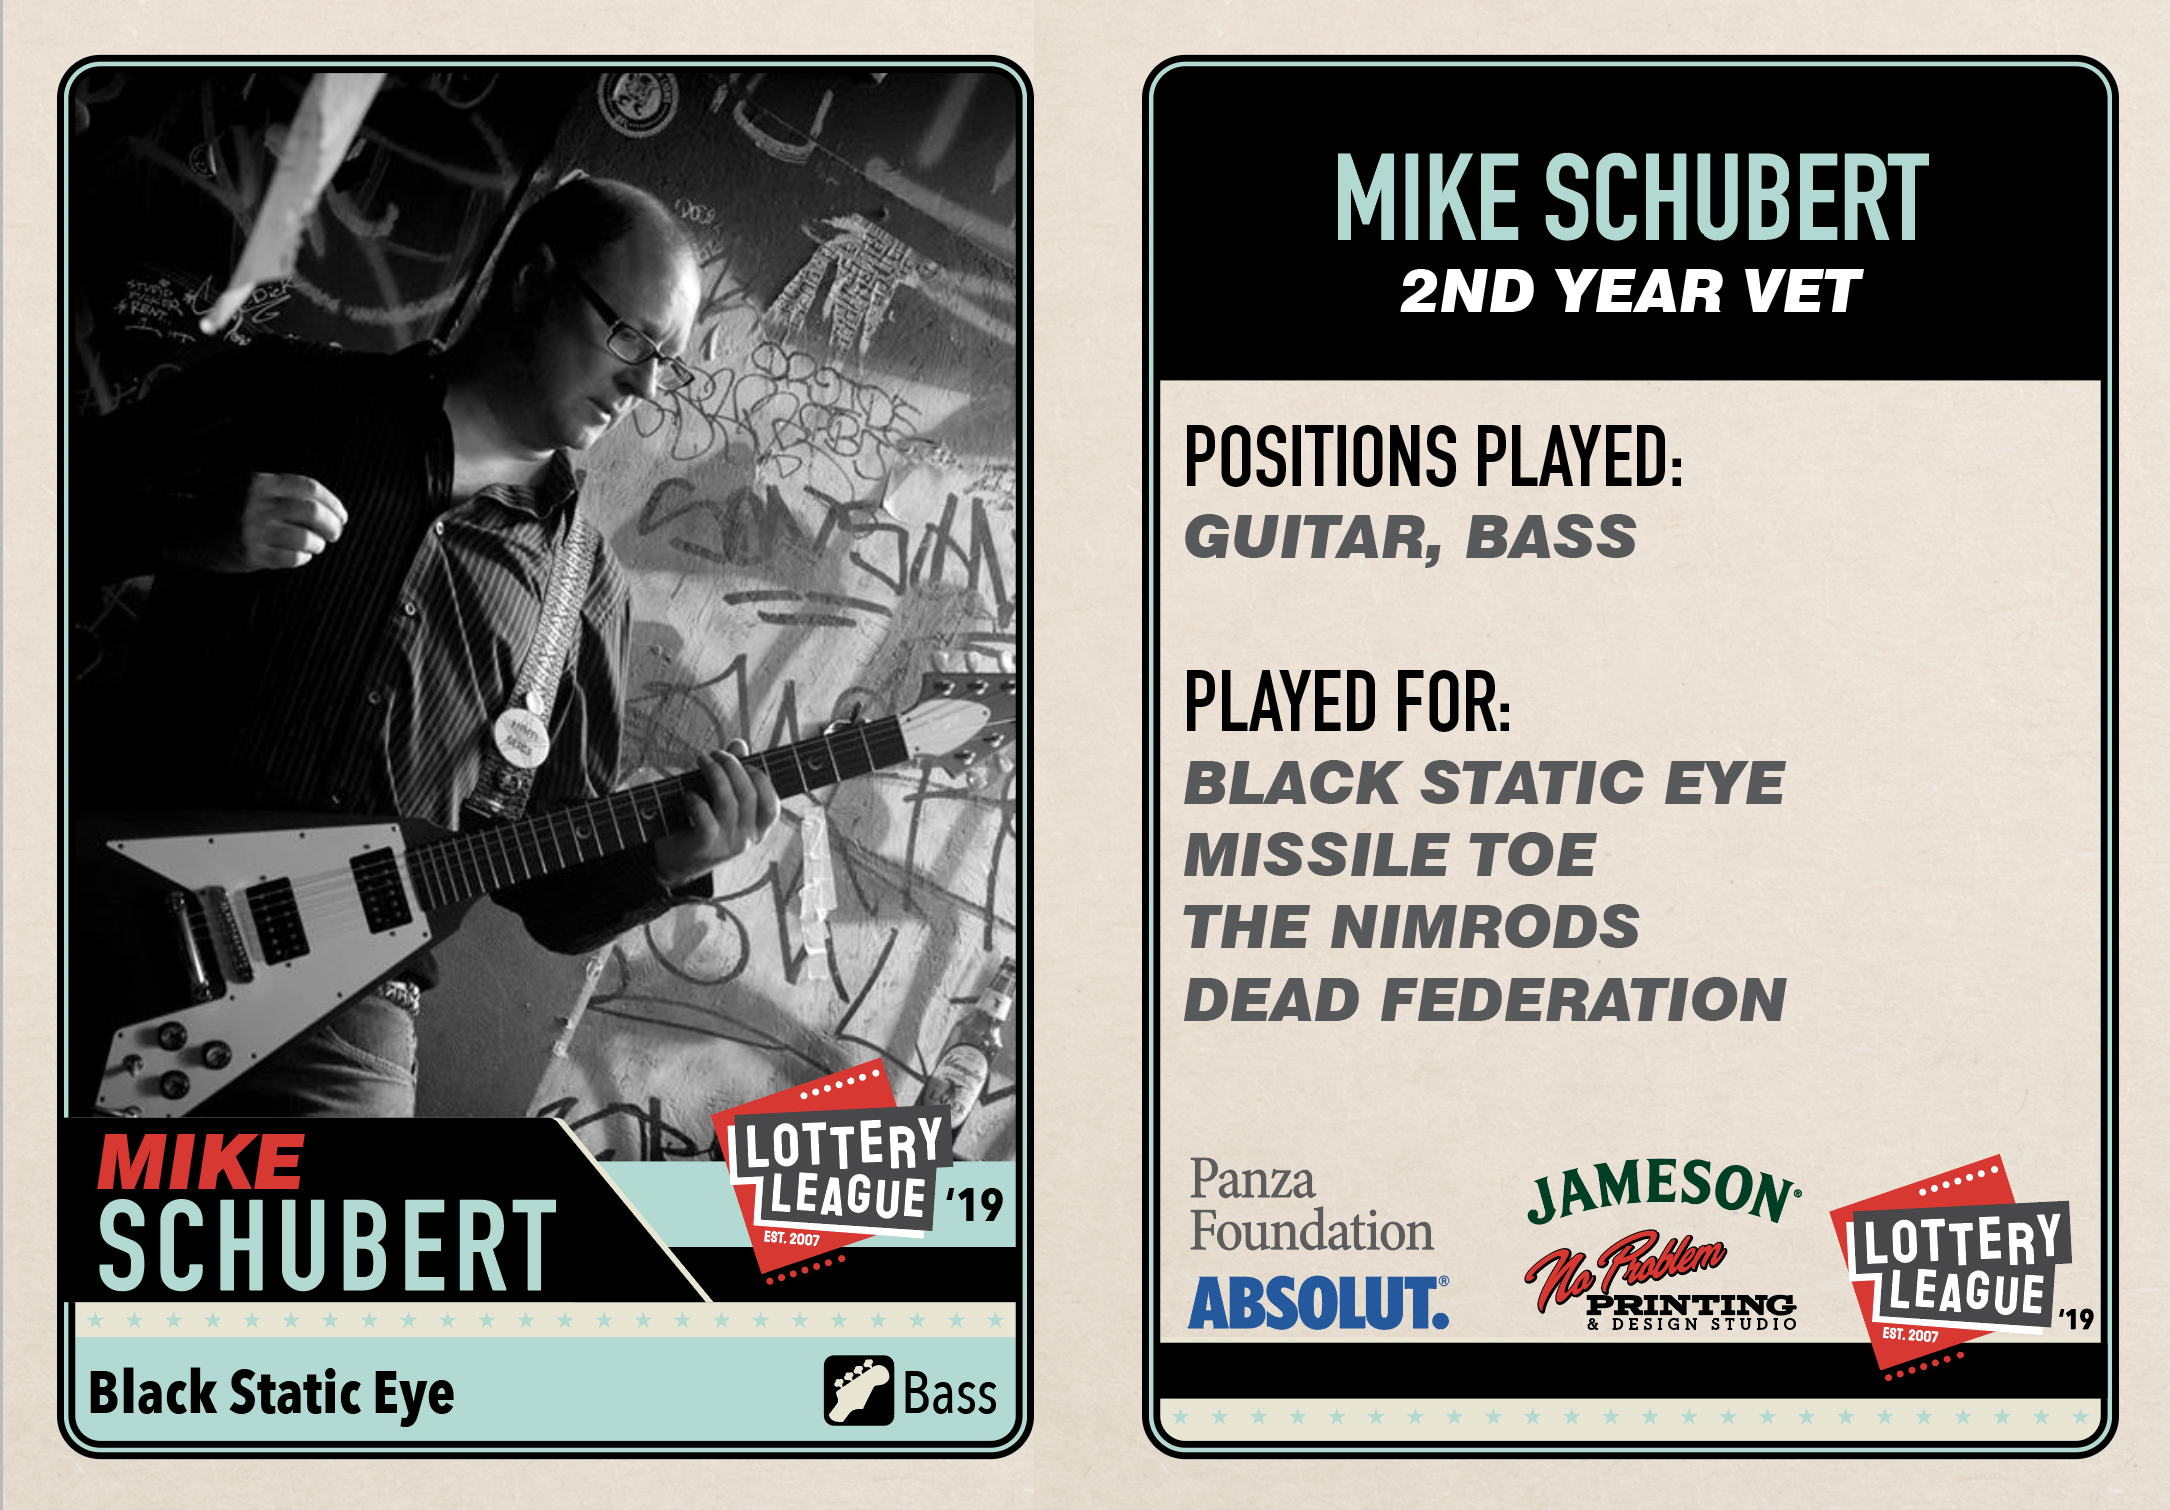 MIKE
SCHUBERT
LOTTERY
LEAGUE
EST. 2007
'19
Black Static Eye
Bass
MIKE SCHUBERT
2ND YEAR VET
POSITIONS PLAYED:
GUITAR, BASS
PLAYED FOR:
BLACK STATIC EYE
MISSILE TOE
THE NIMRODS
DEAD FEDERATION
Panza
Foundation
ABSOLUT.®
JAMESON®
No Problem
PRINTING
& DESIGN STUDIO
LOTTERY
LEAGUE
EST. 2007
'19